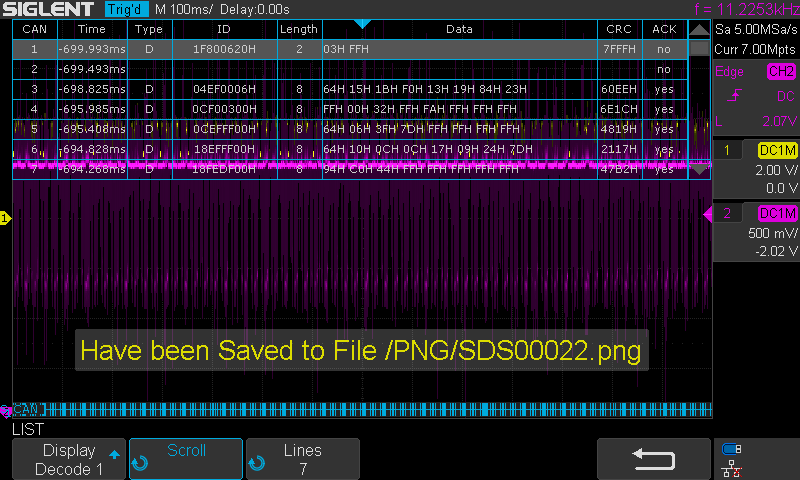 SIGLENT Trig'd M 100ms/ Delay:0.00s f = 11.2253kHz
Sa 5.00MSa/s
Curr 7.00Mpts
Edge CH2
DC
L 2.07V
1 DC1M
2.00 V/
0.0 V
2 DC1M
500 mV/
-2.02 V
CAN Time Type ID Length Data CRC ACK
1 -699.993ms D 1F800620H 2 03H FFH 7FFFH no
2 -699.493ms no
3 -698.825ms D 04EF0006H 8 64H 15H 1BH F0H 13H 19H 84H 23H 60EEH yes
4 -695.985ms D 0CF00300H 8 FFH 00H 32H FFH FAH FFH FFH FFH 6E1CH yes
5 -695.408ms D 0CEFFF00H 8 64H 06H 3FH 7DH FFH FFH FFH FFH 4819H yes
6 -694.828ms D 18EFFF00H 8 64H 10H 0CH 0CH 17H 09H 24H 7DH 2117H yes
7 -694.268ms D 18FEDF00H 8 94H C0H 44H FFH FFH FFH FFH FFH 47B2H yes
1
Have been Saved to File /PNG/SDS00022.png
CAN
LIST
Display
Decode 1
Scroll
Lines
7